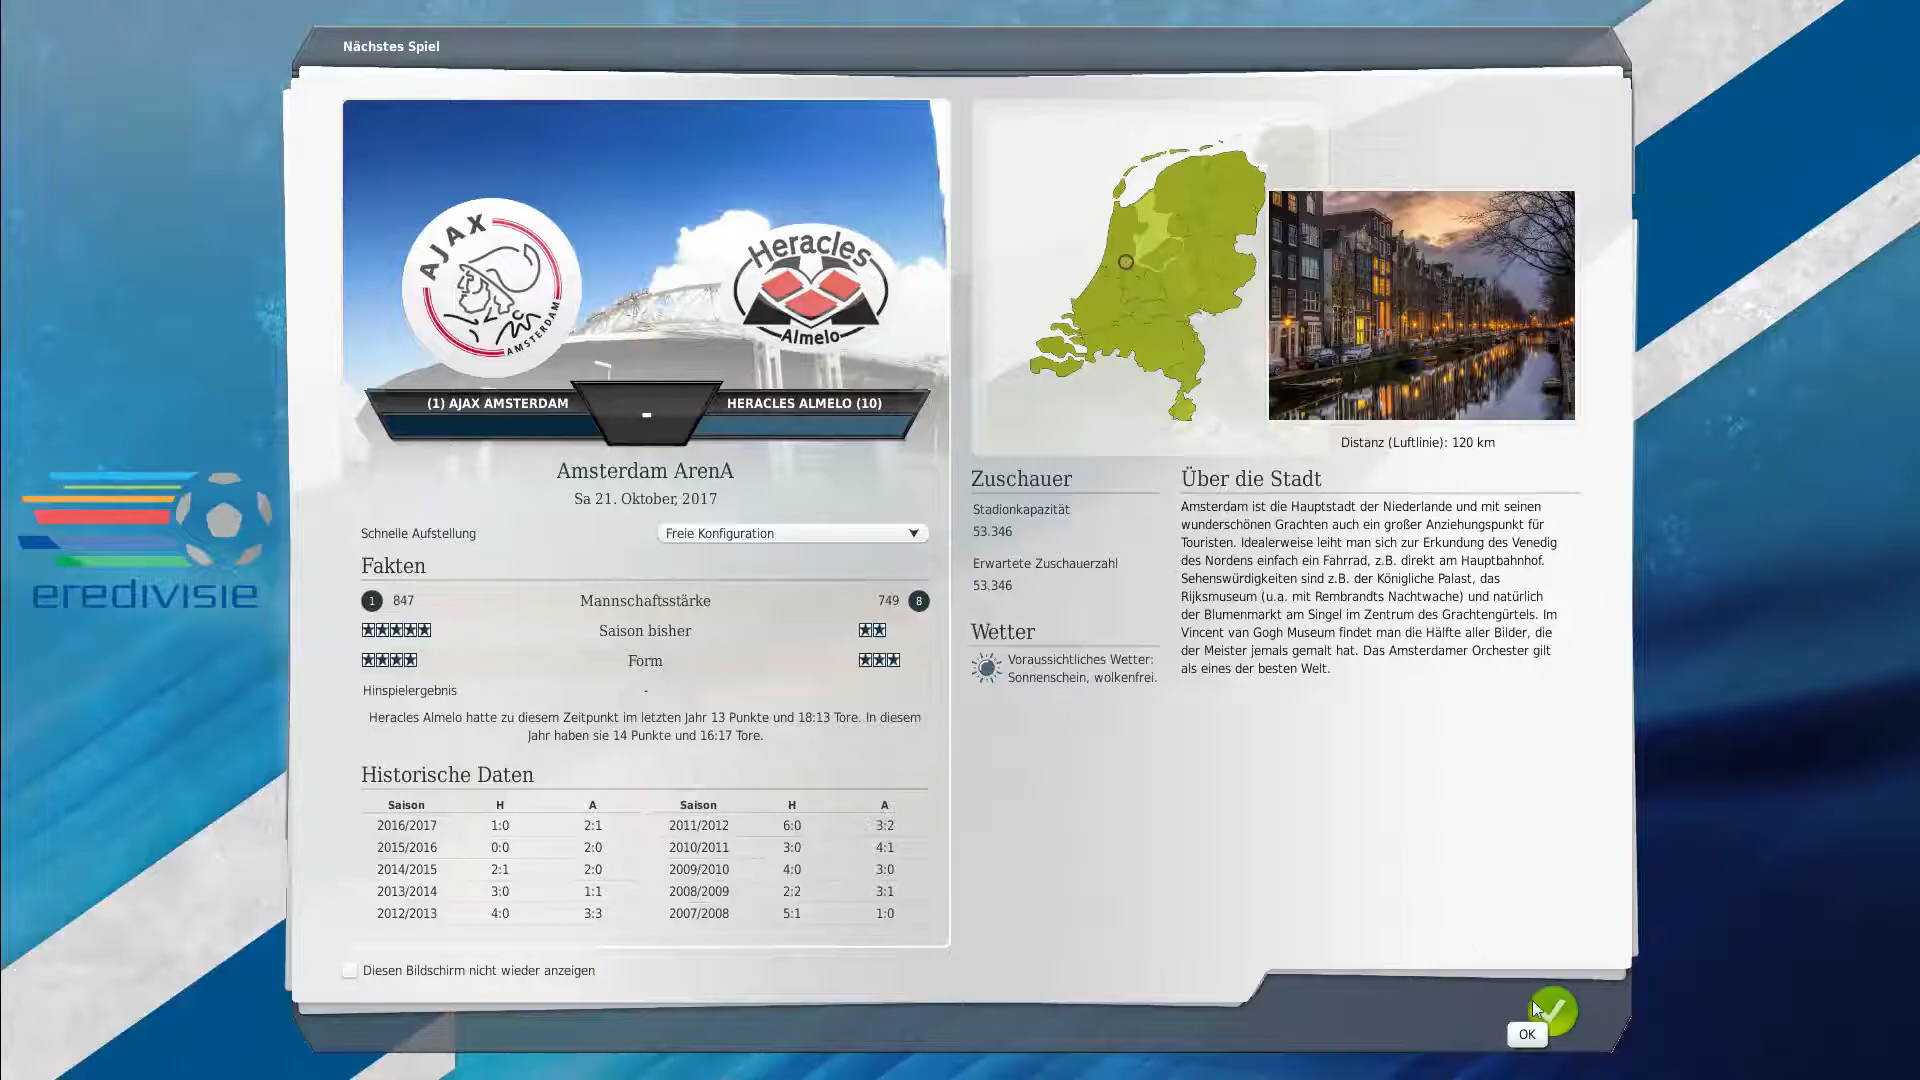 Nächstes Spiel
AJAX
AMSTERDAM
Heracles
Almelo
(1) AJAX AMSTERDAM - HERACLES ALMELO (10)
Amsterdam ArenA
Sa 21. Oktober, 2017
Schnelle Aufstellung Freie Konfiguration
Fakten
1 847 Mannschaftsstärke 749 8
Saison bisher
Form
Hinspielergebnis -
Heracles Almelo hatte zu diesem Zeitpunkt im letzten Jahr 13 Punkte und 18:13 Tore. In diesem
Jahr haben sie 14 Punkte und 16:17 Tore.
Historische Daten
Saison H A Saison H A
2016/2017 1:0 2:1 2011/2012 6:0 3:2
2015/2016 0:0 2:0 2010/2011 3:0 4:1
2014/2015 2:1 2:0 2009/2010 4:0 3:0
2013/2014 3:0 1:1 2008/2009 2:2 3:1
2012/2013 4:0 3:3 2007/2008 5:1 1:0
Diesen Bildschirm nicht wieder anzeigen
Distanz (Luftlinie): 120 km
Zuschauer
Stadionkapazität
53.346
Erwartete Zuschauerzahl
53.346
Wetter
Voraussichtliches Wetter:
Sonnenschein, wolkenfrei.
Über die Stadt
Amsterdam ist die Hauptstadt der Niederlande und mit seinen
wunderschönen Grachten auch ein großer Anziehungspunkt für
Touristen. Idealerweise leiht man sich zur Erkundung des Venedig
des Nordens einfach ein Fahrrad, z.B. direkt am Hauptbahnhof.
Sehenswürdigkeiten sind z.B. der Königliche Palast, das
Rijksmuseum (u.a. mit Rembrandts Nachtwache) und natürlich
der Blumenmarkt am Singel im Zentrum des Grachtengürtels. Im
Vincent van Gogh Museum findet man die Hälfte aller Bilder, die
der Meister jemals gemalt hat. Das Amsterdamer Orchester gilt
als eines der besten Welt.
eredivisie
OK